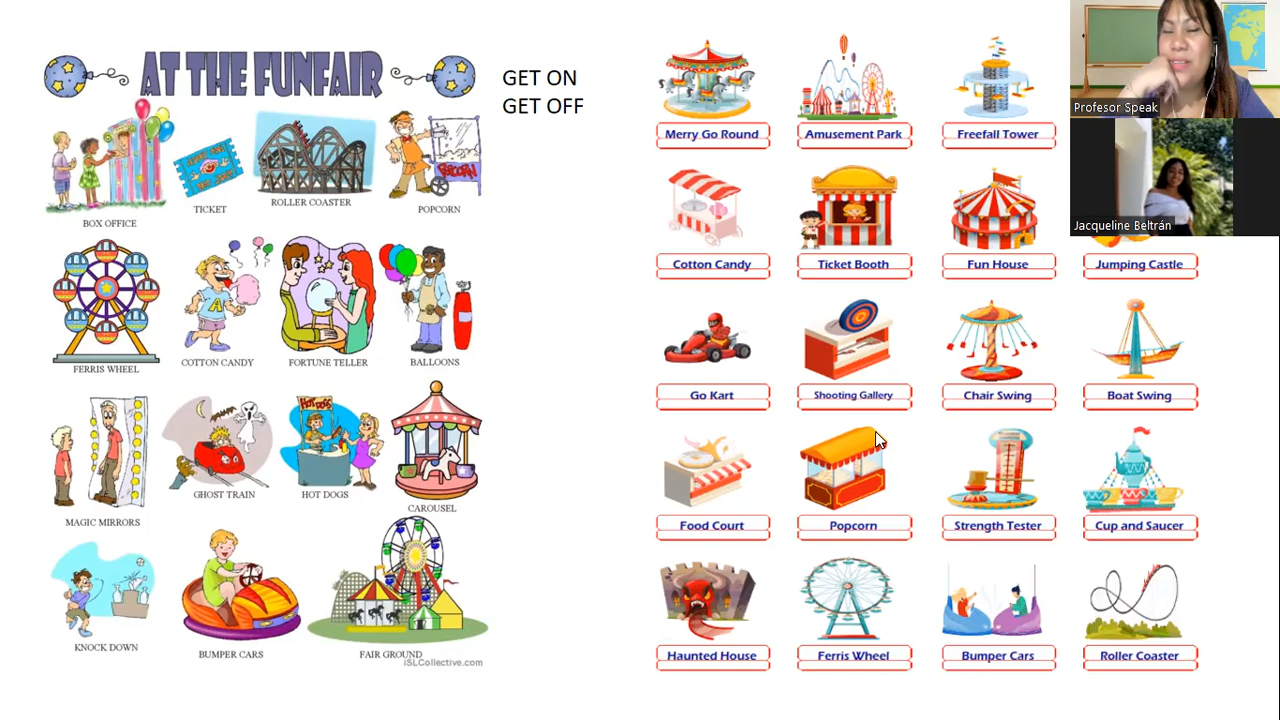 AT THE FUNFAIR
GET ON
GET OFF
BOX OFFICE
TICKET
ROLLER COASTER
POPCORN
POPCORN
FERRIS WHEEL
COTTON CANDY
A
FORTUNE TELLER
BALLOONS
HOT DOGS
MAGIC MIRRORS
GHOST TRAIN
HOT DOGS
CAROUSEL
KNOCK DOWN
BUMPER CARS
FAIR GROUND
iSLCollective.com
Merry Go Round
Amusement Park
Freefall Tower
Cotton Candy
Ticket Booth
Fun House
Jumping Castle
Go Kart
Shooting Gallery
Chair Swing
Boat Swing
Food Court
Popcorn
Strength Tester
Cup and Saucer
Haunted House
Ferris Wheel
Bumper Cars
Roller Coaster
Profesor Speak
Jacqueline Beltrán